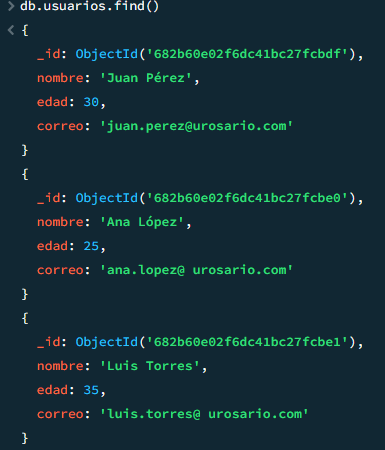 > db.usuarios.find()
< {
_id: ObjectId('682b60e02f6dc41bc27fcbdf'),
nombre: 'Juan Pérez',
edad: 30,
correo: 'juan.perez@urosario.com'
}
{
_id: ObjectId('682b60e02f6dc41bc27fcbe0'),
nombre: 'Ana López',
edad: 25,
correo: 'ana.lopez@ urosario.com'
}
{
_id: ObjectId('682b60e02f6dc41bc27fcbe1'),
nombre: 'Luis Torres',
edad: 35,
correo: 'luis.torres@ urosario.com'
}